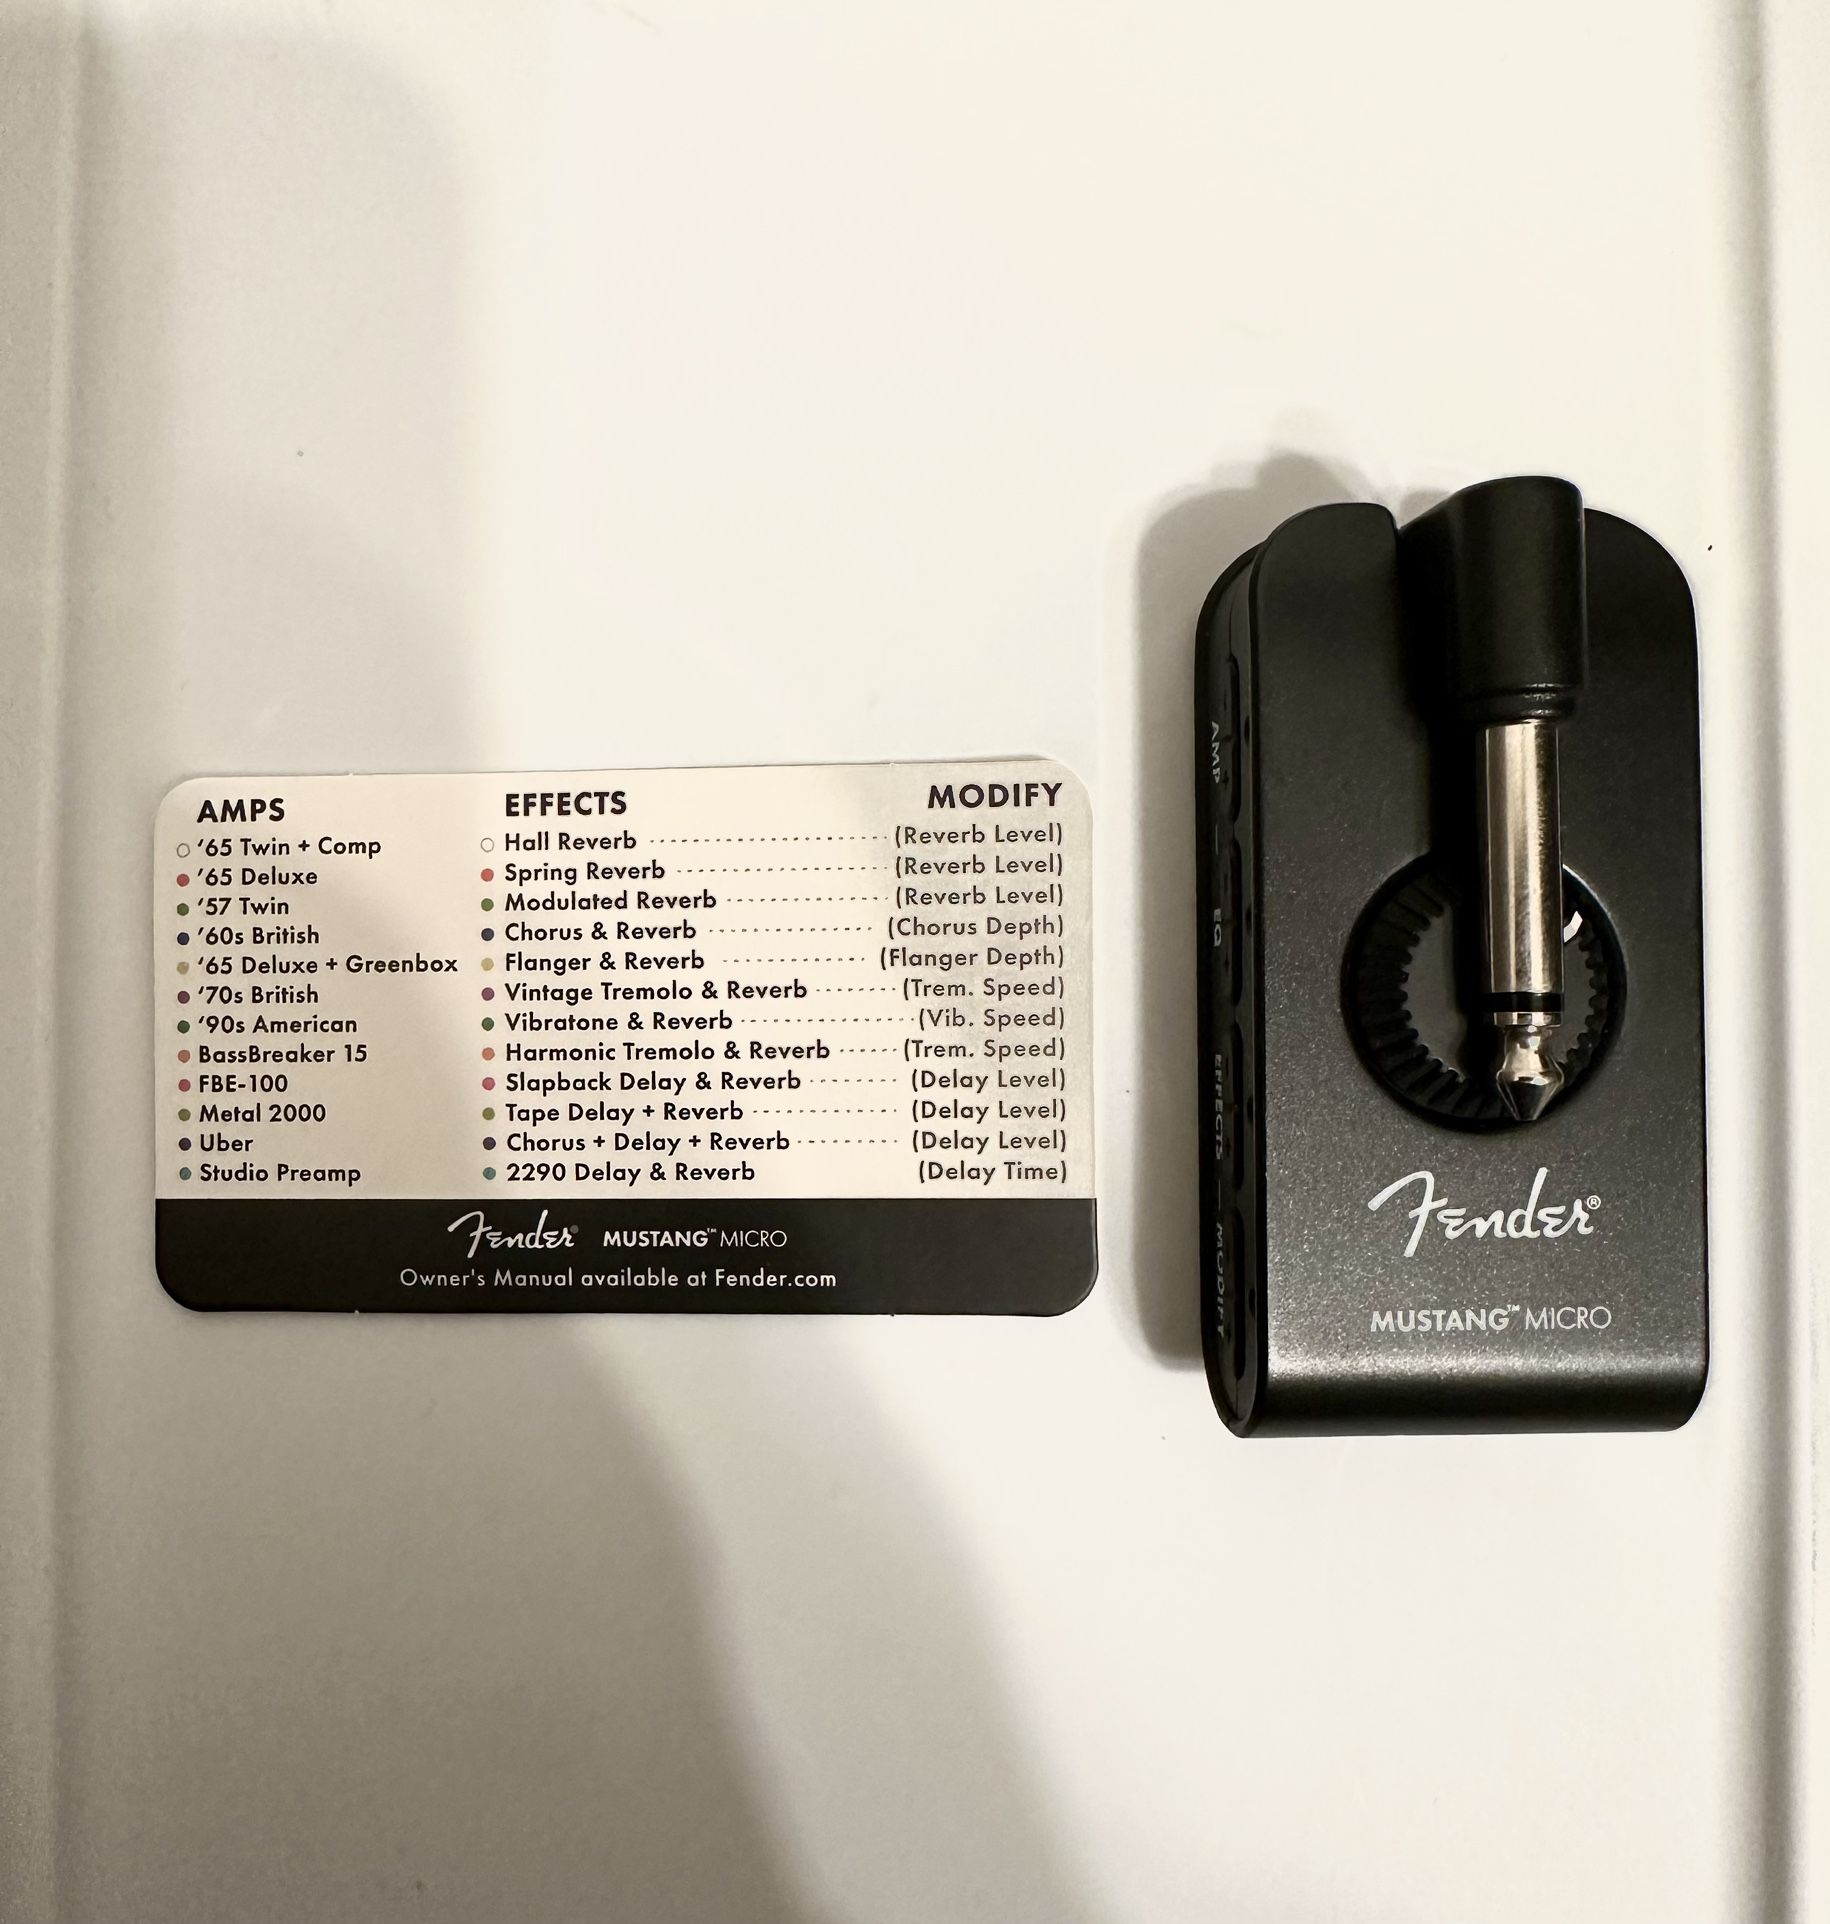 AMPS EFFECTS MODIFY
'65 Twin + Comp Hall Reverb (Reverb Level)
'65 Deluxe Spring Reverb (Reverb Level)
'57 Twin Modulated Reverb (Reverb Level)
'60s British Chorus & Reverb (Chorus Depth)
'65 Deluxe + Greenbox Flanger & Reverb (Flanger Depth)
'70s British Vintage Tremolo & Reverb (Trem. Speed)
'90s American Vibratone & Reverb (Vib. Speed)
BassBreaker 15 Harmonic Tremolo & Reverb (Trem. Speed)
FBE-100 Slapback Delay & Reverb (Delay Level)
Metal 2000 Tape Delay + Reverb (Delay Level)
Uber Chorus + Delay + Reverb (Delay Level)
Studio Preamp 2290 Delay & Reverb (Delay Time)
Fender® MUSTANG™ MICRO
Owner's Manual available at Fender.com
AMP EQ EFFECTS MODIFY
Fender®
MUSTANG™ MICRO